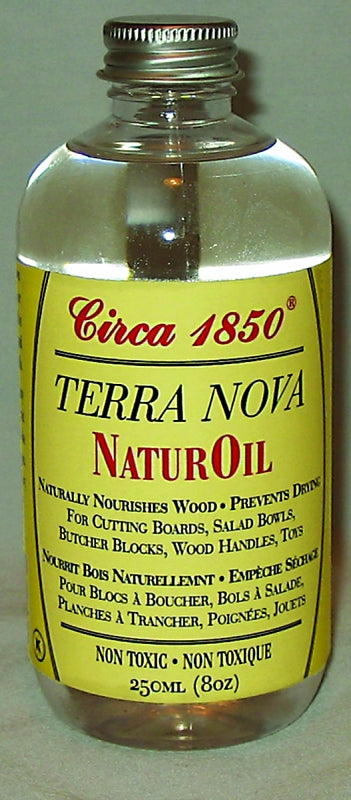 Circa 1850®
TERRA NOVA
NATUROIL
NATURALLY NOURISHES WOOD • PREVENTS DRYING
FOR CUTTING BOARDS, SALAD BOWLS,
BUTCHER BLOCKS, WOOD HANDLES, TOYS
NOURRIT BOIS NATURELLEMNT • EMPÊCHE SÉCHAGE
POUR BLOCS À BOUCHER, BOLS À SALADE,
PLANCHES À TRANCHER, POIGNÉES, JOUETS
NON TOXIC • NON TOXIQUE
250ML (8OZ)
K